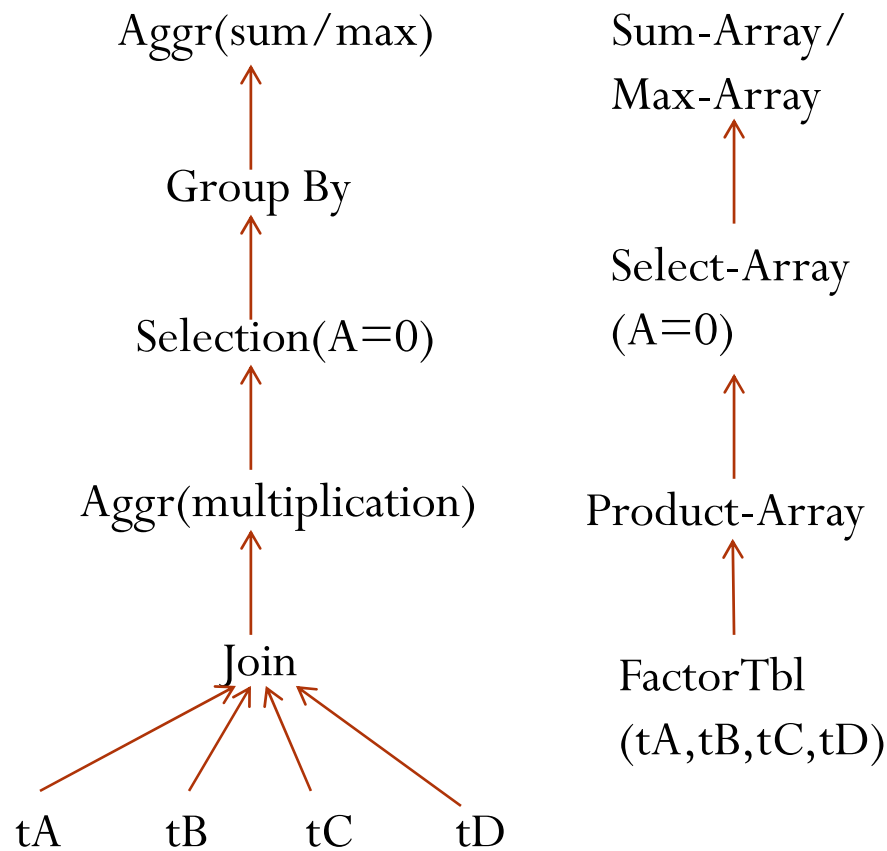 Aggr(sum/max)
Group By
Selection(A=0)
Aggr(multiplication)
Join
tA
tB
tC
tD
Sum-Array/
Max-Array
Select-Array
(A=0)
Product-Array
FactorTbl
(tA,tB,tC,tD)